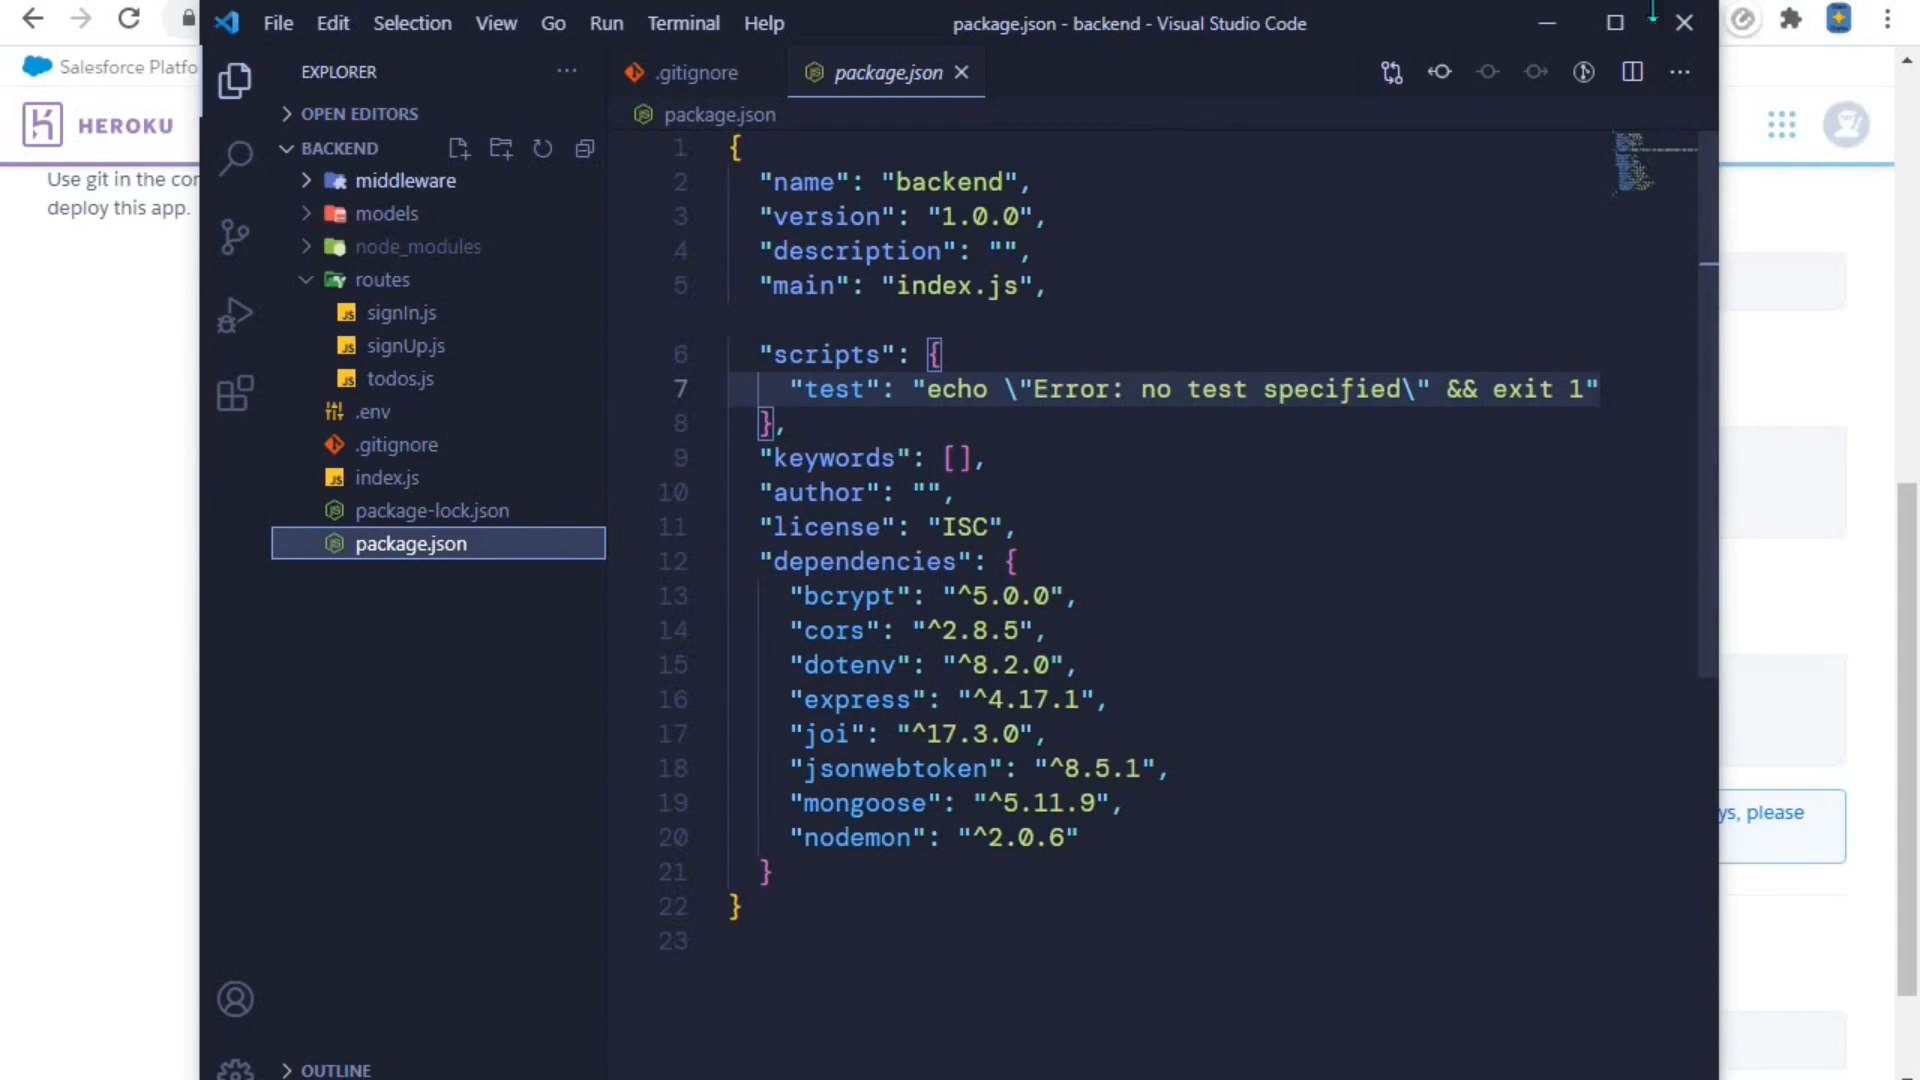 File Edit Selection View Go Run Terminal Help
package.json - backend - Visual Studio Code
Salesforce Platfo
HEROKU
Use git in the cor
deploy this app.
EXPLORER
OPEN EDITORS
BACKEND
middleware
models
node_modules
routes
signIn.js
signUp.js
todos.js
.env
.gitignore
index.js
package-lock.json
package.json
OUTLINE
.gitignore
package.json
package.json
1 {
2 "name": "backend",
3 "version": "1.0.0",
4 "description": "",
5 "main": "index.js",
6 "scripts": {
7 "test": "echo \"Error: no test specified\" && exit 1"
8 },
9 "keywords": [],
10 "author": "",
11 "license": "ISC",
12 "dependencies": {
13 "bcrypt": "^5.0.0",
14 "cors": "^2.8.5",
15 "dotenv": "^8.2.0",
16 "express": "^4.17.1",
17 "joi": "^17.3.0",
18 "jsonwebtoken": "^8.5.1",
19 "mongoose": "^5.11.9",
20 "nodemon": "^2.0.6"
21 }
22 }
23
ys, please